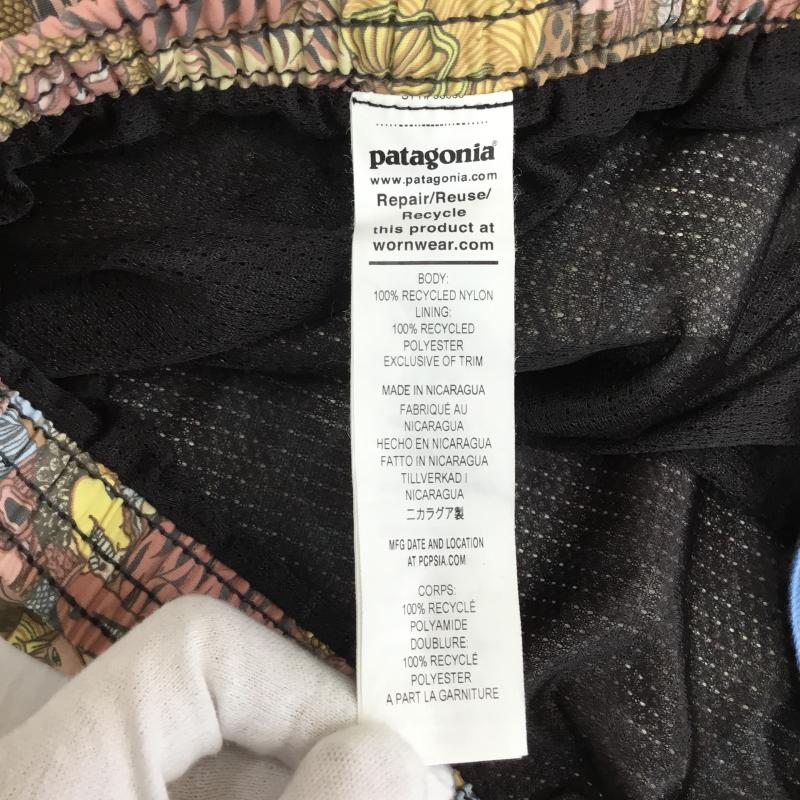 patagonia®
www.patagonia.com
Repair/Reuse/
Recycle
this product at
wornwear.com
BODY:
100% RECYCLED NYLON
LINING:
100% RECYCLED
POLYESTER
EXCLUSIVE OF TRIM
MADE IN NICARAGUA
FABRIQUÉ AU
NICARAGUA
HECHO EN NICARAGUA
FATTO IN NICARAGUA
TILLVERKAD I
NICARAGUA
ニカラグア製
MFG DATE AND LOCATION
AT PCPSIA.COM
CORPS:
100% RECYCLÉ
POLYAMIDE
DOUBLURE:
100% RECYCLÉ
POLYESTER
A PART LA GARNITURE